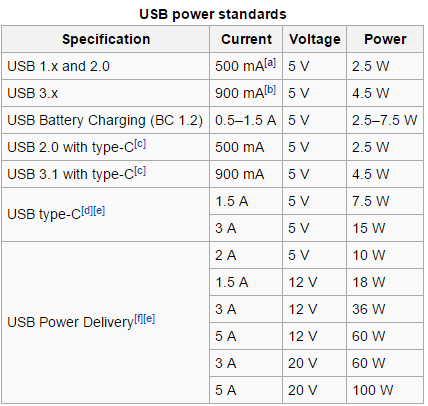 USB power standards
Specification Current Voltage Power
USB 1.x and 2.0 500 mA[a] 5 V 2.5 W
USB 3.x 900 mA[b] 5 V 4.5 W
USB Battery Charging (BC 1.2) 0.5–1.5 A 5 V 2.5–7.5 W
USB 2.0 with type-C[c] 500 mA 5 V 2.5 W
USB 3.1 with type-C[c] 900 mA 5 V 4.5 W
USB type-C[d][e] 1.5 A 5 V 7.5 W
3 A 5 V 15 W
USB Power Delivery[f][e] 2 A 5 V 10 W
1.5 A 12 V 18 W
3 A 12 V 36 W
5 A 12 V 60 W
3 A 20 V 60 W
5 A 20 V 100 W